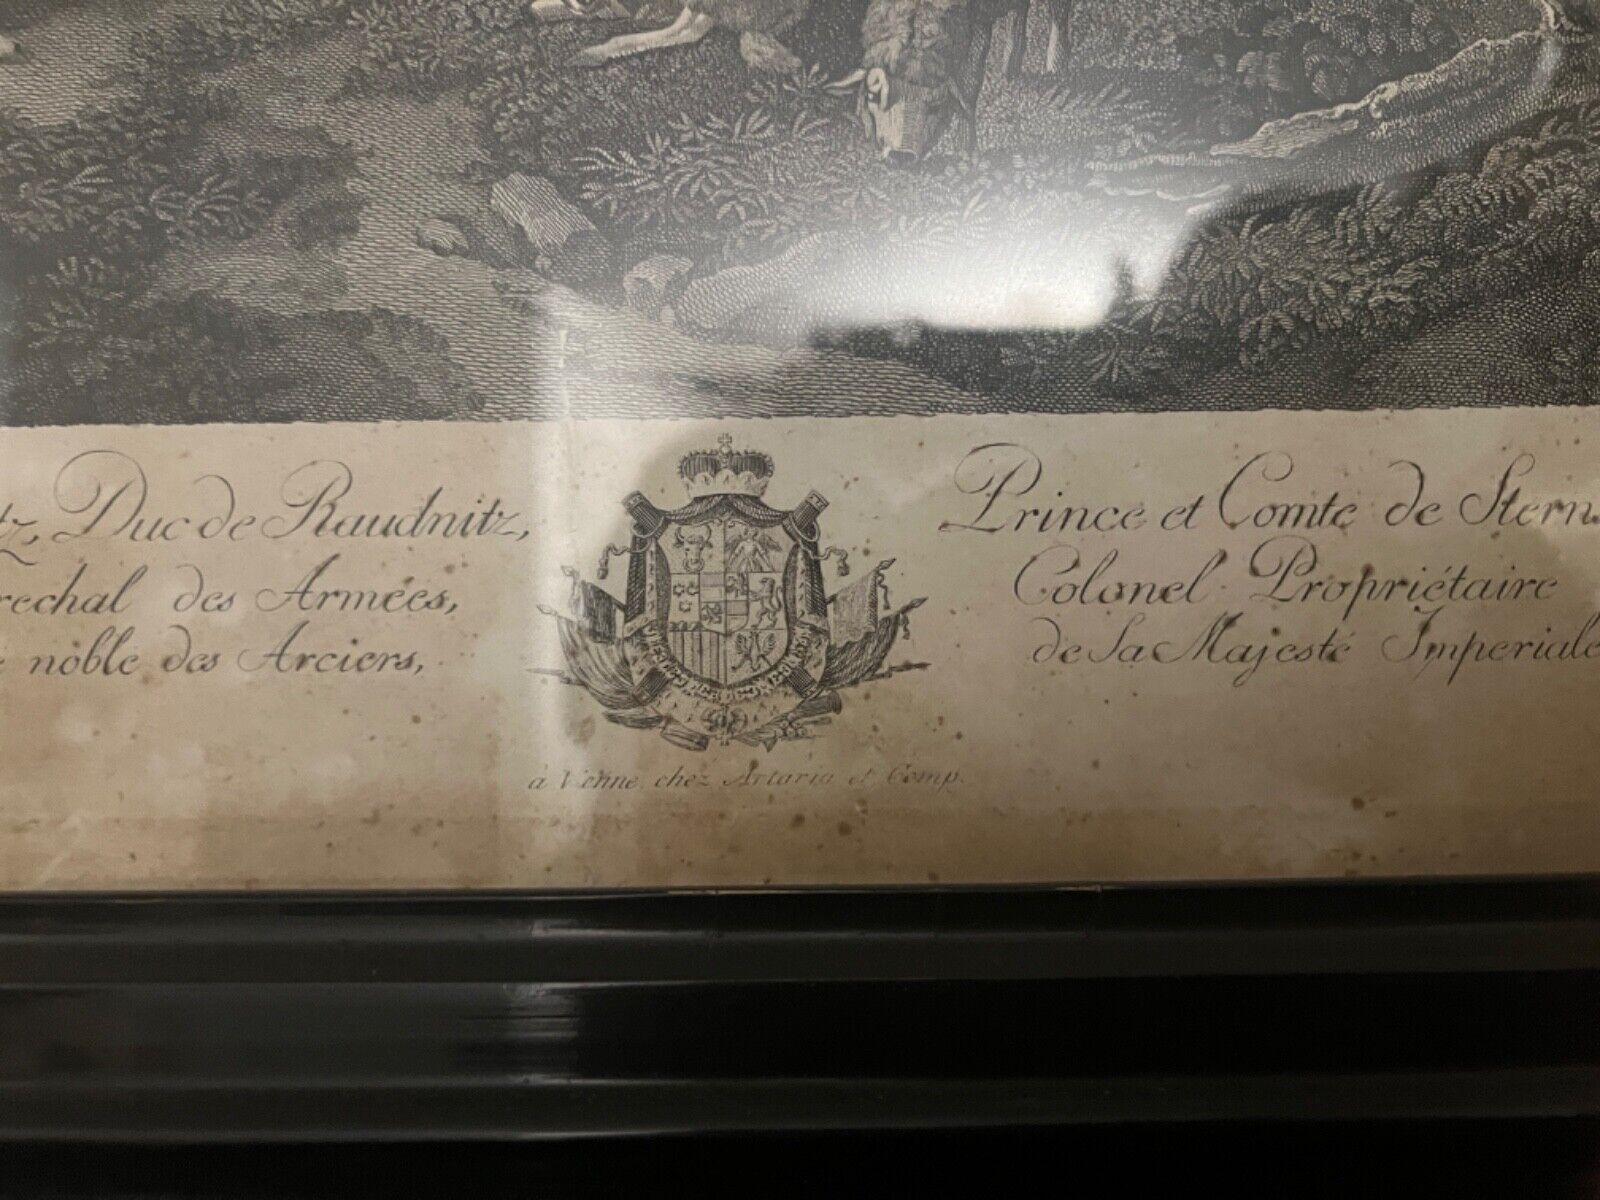 tz, Duc de Raudnitz, Prince et Comte de Stern
rechal des Armées, Colonel Propriétaire
noble des Arciers, de Sa Majesté Imperiale
à Vienne chez Artaria et Comp.